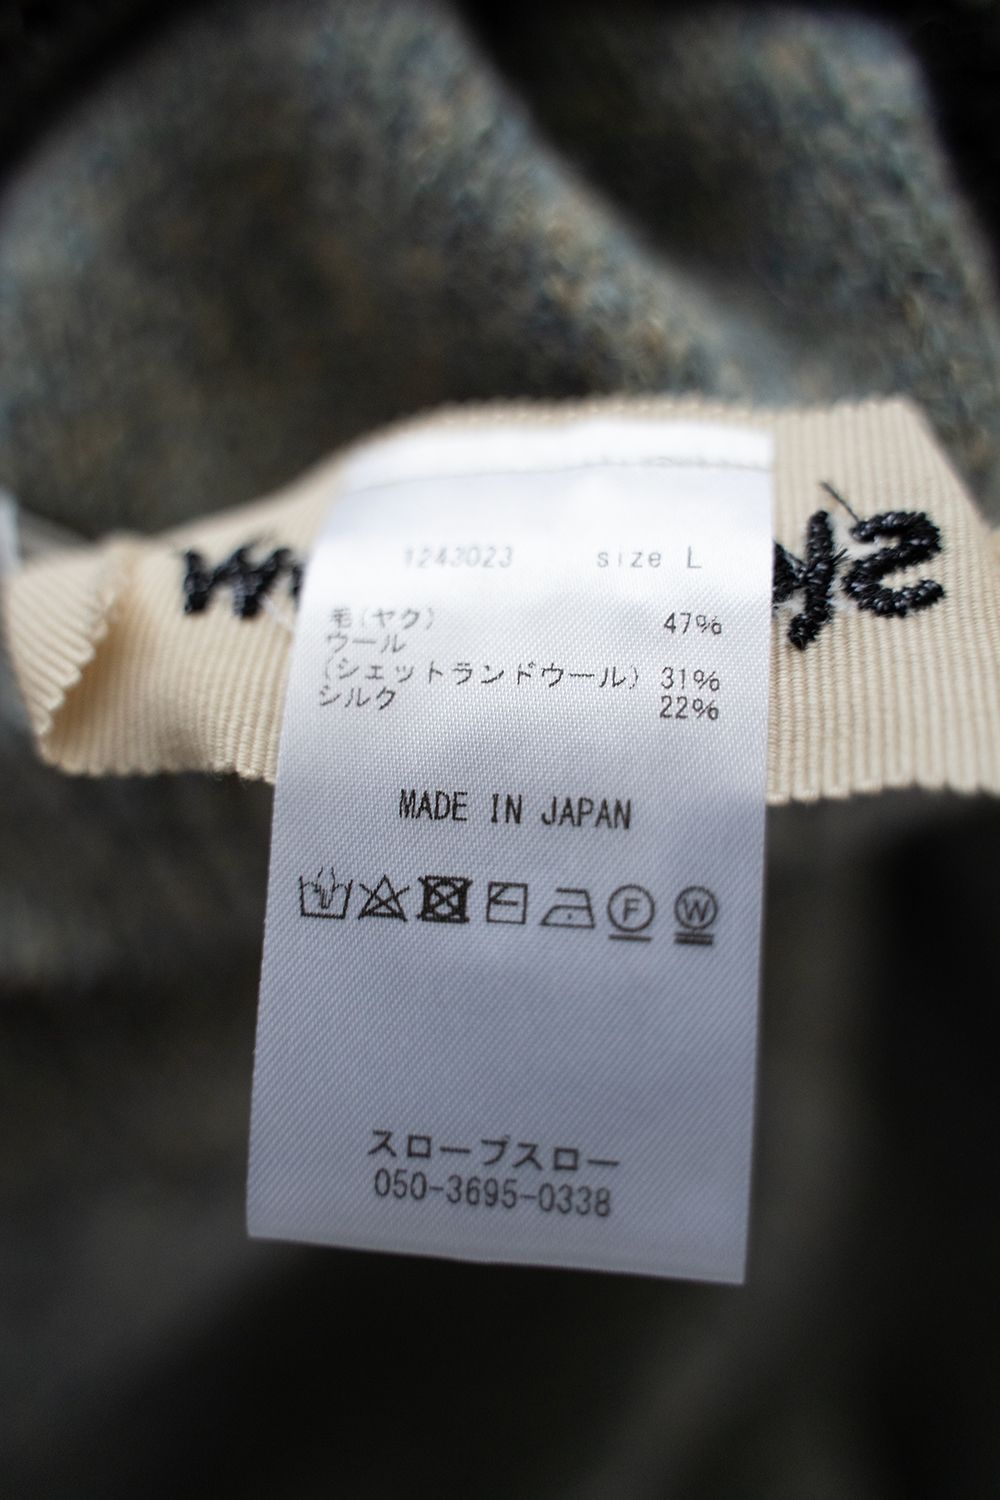 1243023 size L
毛(ヤク) 47%
ウール
(シェットランドウール) 31%
シルク 22%
MADE IN JAPAN
F W
スロープスロー
050-3695-0338